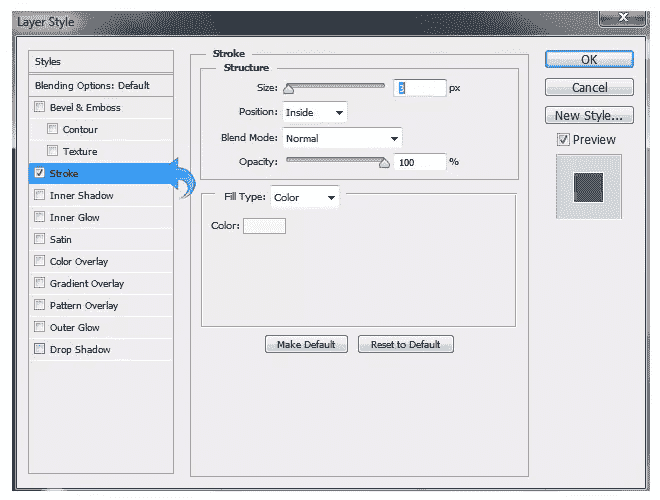 Layer Style
X
Styles
Blending Options: Default
Bevel & Emboss
Contour
Texture
Stroke
Inner Shadow
Inner Glow
Satin
Color Overlay
Gradient Overlay
Pattern Overlay
Outer Glow
Drop Shadow
Stroke
Structure
Size: 3 px
Position: Inside
Blend Mode: Normal
Opacity: 100 %
Fill Type: Color
Color:
Make Default Reset to Default
OK
Cancel
New Style...
Preview